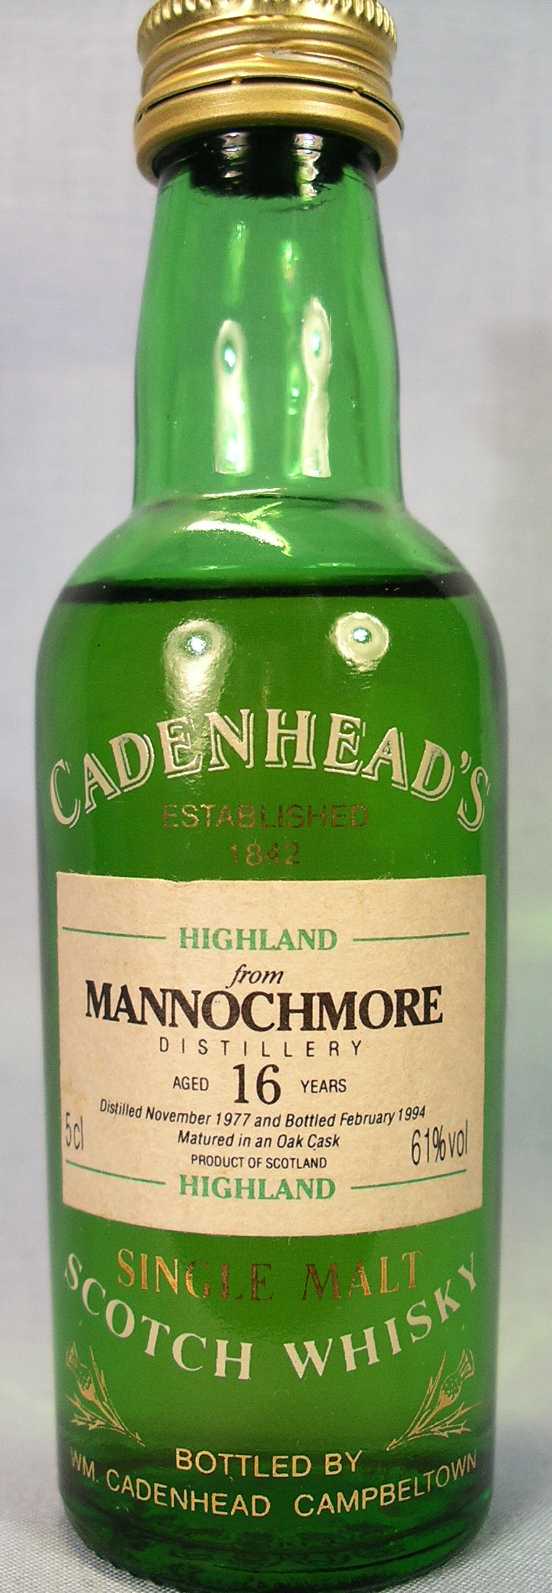 CADENHEAD'S
ESTABLISHED
1842
HIGHLAND
from
MANNOCHMORE
DISTILLERY
AGED 16 YEARS
Distilled November 1977 and Bottled February 1994
Matured in an Oak Cask
5cl
61%vol
PRODUCT OF SCOTLAND
HIGHLAND
SINGLE MALT
SCOTCH WHISKY
BOTTLED BY
WM. CADENHEAD CAMPBELTOWN